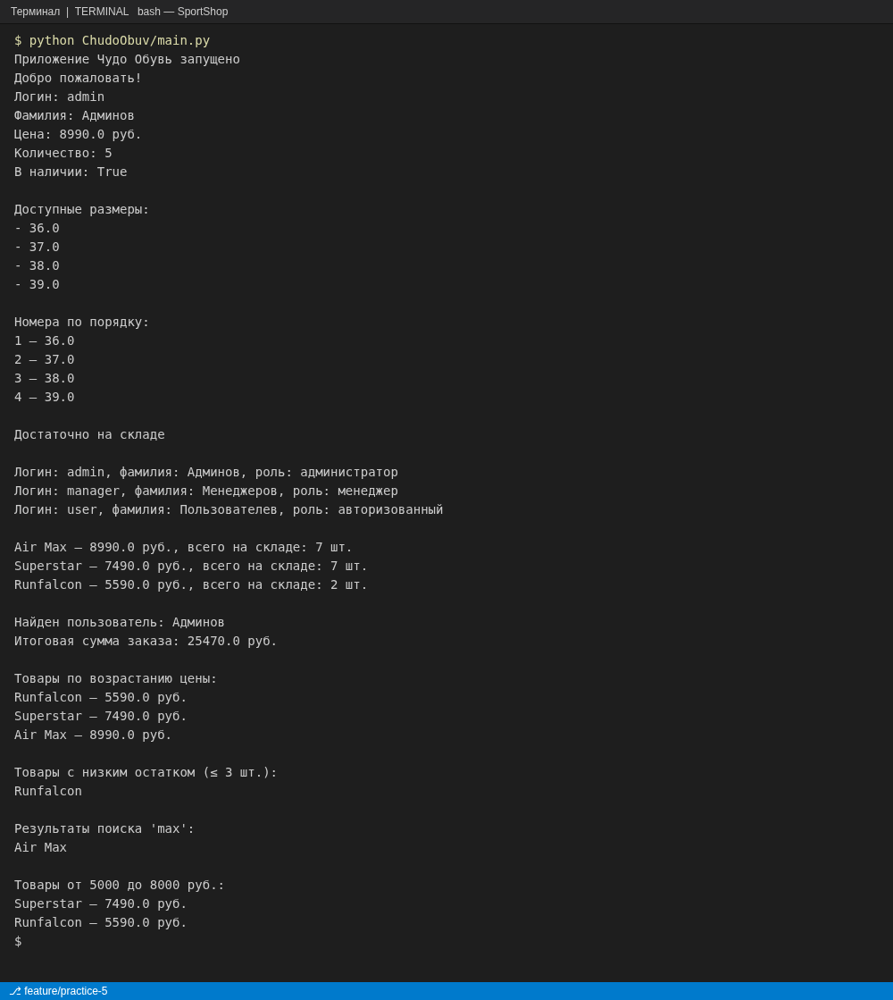 Терминал | TERMINAL bash — SportShop
$ python ChudoObuv/main.py
Приложение Чудо Обувь запущено
Добро пожаловать!
Логин: admin
Фамилия: Админов
Цена: 8990.0 руб.
Количество: 5
В наличии: True
Доступные размеры:
- 36.0
- 37.0
- 38.0
- 39.0
Номера по порядку:
1 — 36.0
2 — 37.0
3 — 38.0
4 — 39.0
Достаточно на складе
Логин: admin, фамилия: Админов, роль: администратор
Логин: manager, фамилия: Менеджеров, роль: менеджер
Логин: user, фамилия: Пользователев, роль: авторизованный
Air Max — 8990.0 руб., всего на складе: 7 шт.
Superstar — 7490.0 руб., всего на складе: 7 шт.
Runfalcon — 5590.0 руб., всего на складе: 2 шт.
Найден пользователь: Админов
Итоговая сумма заказа: 25470.0 руб.
Товары по возрастанию цены:
Runfalcon — 5590.0 руб.
Superstar — 7490.0 руб.
Air Max — 8990.0 руб.
Товары с низким остатком (≤ 3 шт.):
Runfalcon
Результаты поиска 'max':
Air Max
Товары от 5000 до 8000 руб.:
Superstar — 7490.0 руб.
Runfalcon — 5590.0 руб.
$
⎇ feature/practice-5